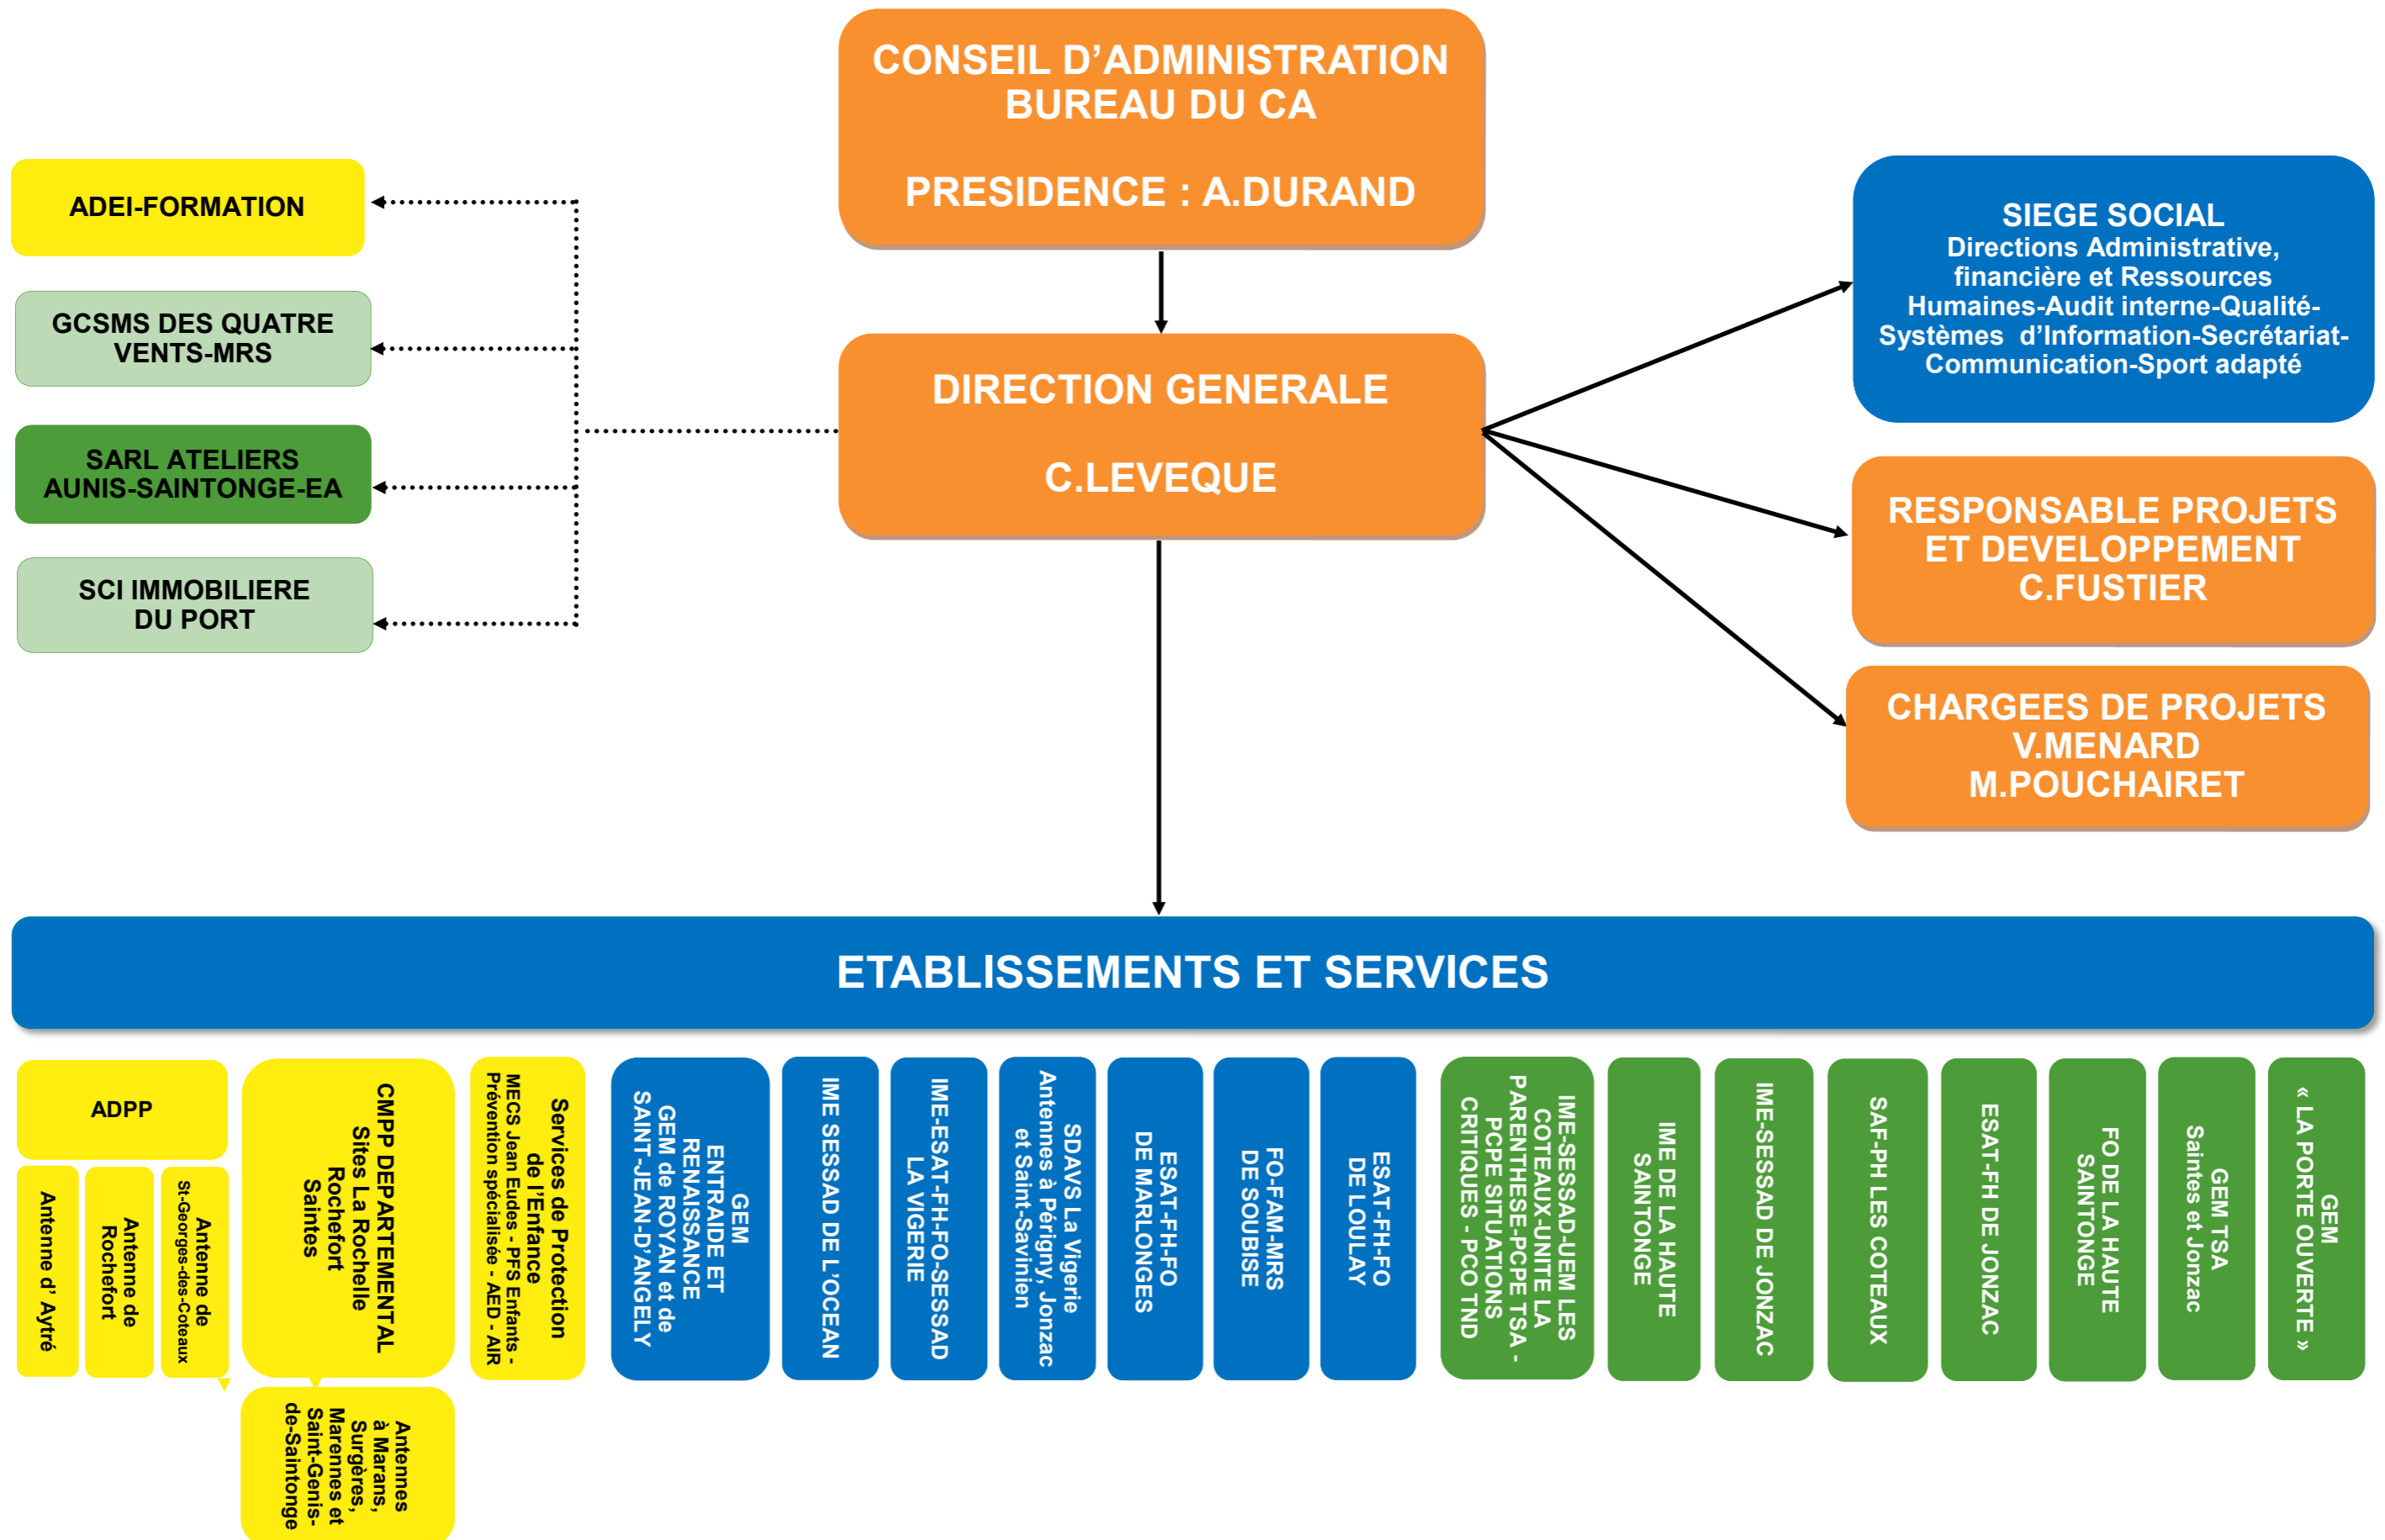 CONSEIL D’ADMINISTRATION
BUREAU DU CA
PRESIDENCE : A.DURAND
ADEI-FORMATION
GCSMS DES QUATRE
VENTS-MRS
SARL ATELIERS
AUNIS-SAINTONGE-EA
SCI IMMOBILIERE
DU PORT
DIRECTION GENERALE
C.LEVEQUE
SIEGE SOCIAL
Directions Administrative,
financière et Ressources
Humaines-Audit interne-Qualité-
Systèmes d’Information-Secrétariat-
Communication-Sport adapté
RESPONSABLE PROJETS
ET DEVELOPPEMENT
C.FUSTIER
CHARGEES DE PROJETS
V.MENARD
M.POUCHAIRET
ETABLISSEMENTS ET SERVICES
ADPP
Antenne d’ Aytré
Antenne de
Rochefort
Antenne de
St-Georges-des-Coteaux
CMPP DEPARTEMENTAL
Sites La Rochelle
Rochefort
Saintes
Antennes
à Marans,
Surgères,
Marennes et
Saint-Genis-
de-Saintonge
Services de Protection
de l’Enfance
MECS Jean Eudes - PFS Enfants -
Prévention spécialisée - AED - AIR
GEM
ENTRAIDE ET
RENAISSANCE
GEM de ROYAN et de
SAINT-JEAN-D’ANGELY
IME SESSAD DE L’OCEAN
IME-ESAT-FH-FO-SESSAD
LA VIGERIE
SDAVS La Vigerie
Antennes à Périgny, Jonzac
et Saint-Savinien
ESAT-FH-FO
DE MARLONGES
FO-FAM-MRS
DE SOUBISE
ESAT-FH-FO
DE LOULAY
IME-SESSAD-UEM LES
COTEAUX-UNITE LA
PARENTHESE-PCPE TSA -
PCPE SITUATIONS
CRITIQUES - PCO TND
IME DE LA HAUTE
SAINTONGE
IME-SESSAD DE JONZAC
SAF-PH LES COTEAUX
ESAT-FH DE JONZAC
FO DE LA HAUTE
SAINTONGE
GEM TSA
Saintes et Jonzac
GEM
« LA PORTE OUVERTE »